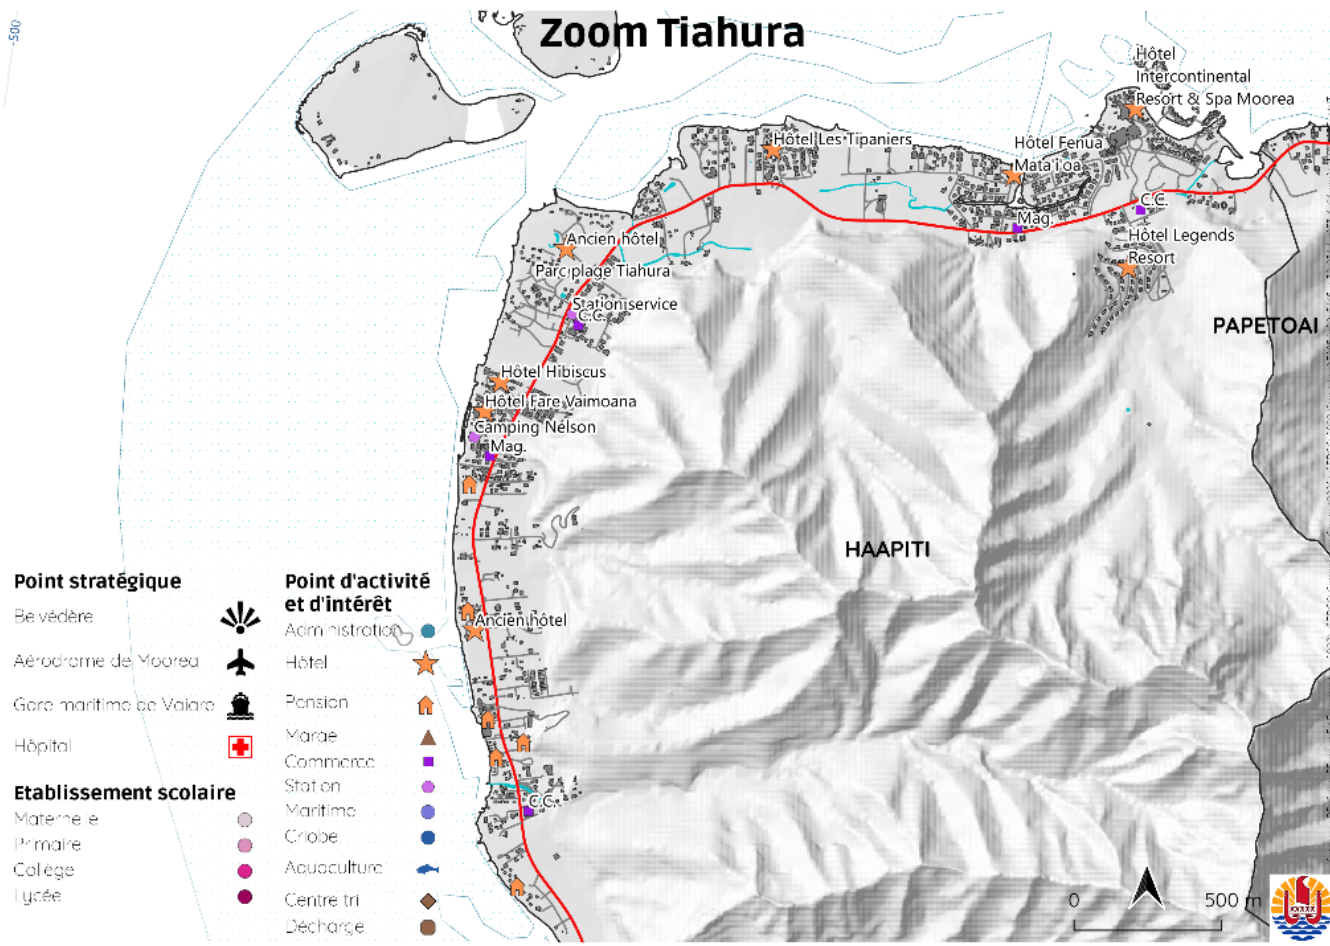 -500
Zoom Tiahura
Hôtel
Intercontinental
Resort & Spa Moorea
Hôtel Les Tipaniers
Hôtel Fenua
Mata'i'oa
C.C.
Mag.
Hôtel Legends
Resort
Ancien hôtel
Parc plage Tiahura
Station service
C.C.
PAPETOAI
Hôtel Hibiscus
Hôtel Fare Vaimoana
Camping Nelson
Mag.
HAAPITI
Ancien hôtel
C.C.
Point stratégique
Belvédère
Aérodrome de Moorea
Gare maritime de Vaiare
Hôpital
Etablissement scolaire
Maternelle
Primaire
Collège
Lycée
Point d'activité
et d'intérêt
Administration
Hôtel
Pension
Marae
Commerce
Station
Maritime
Criobe
Aquaculture
Centre tri
Décharge
0 500 m